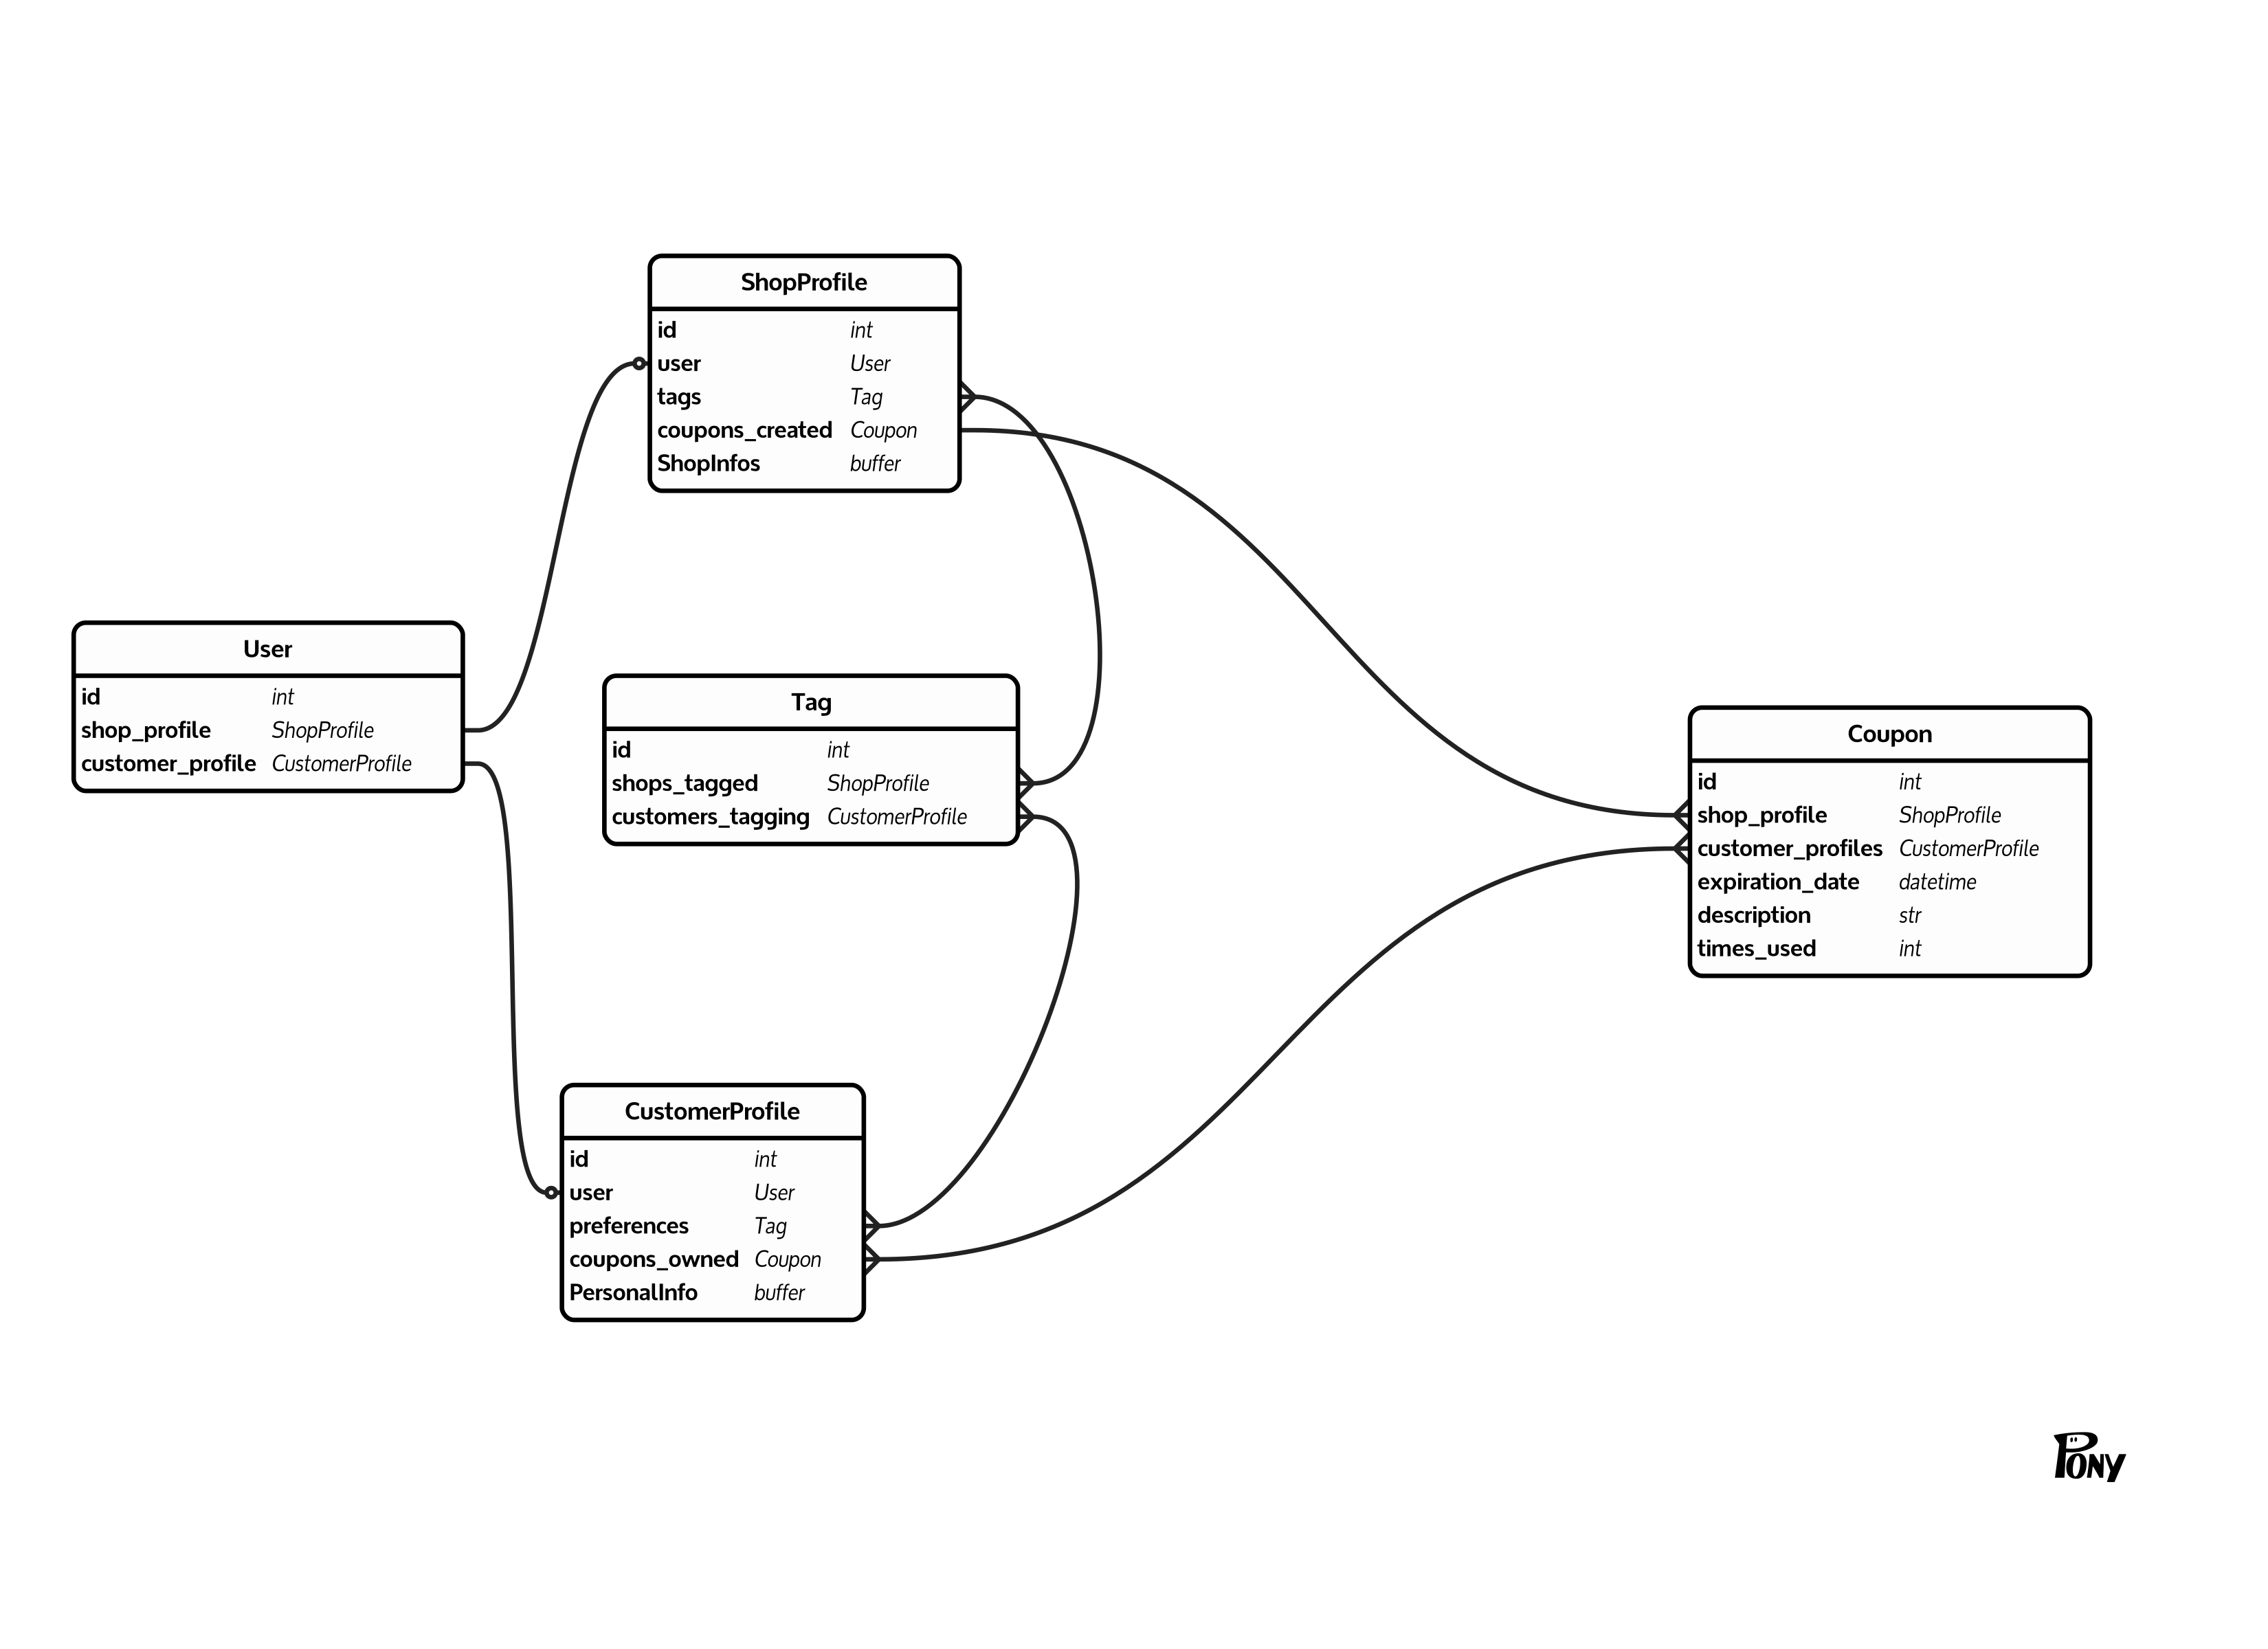 ShopProfile
id int
user User
tags Tag
coupons_created Coupon
ShopInfos buffer
User
id int
shop_profile ShopProfile
customer_profile CustomerProfile
Tag
id int
shops_tagged ShopProfile
customers_tagging CustomerProfile
Coupon
id int
shop_profile ShopProfile
customer_profiles CustomerProfile
expiration_date datetime
description str
times_used int
CustomerProfile
id int
user User
preferences Tag
coupons_owned Coupon
PersonalInfo buffer
PONY